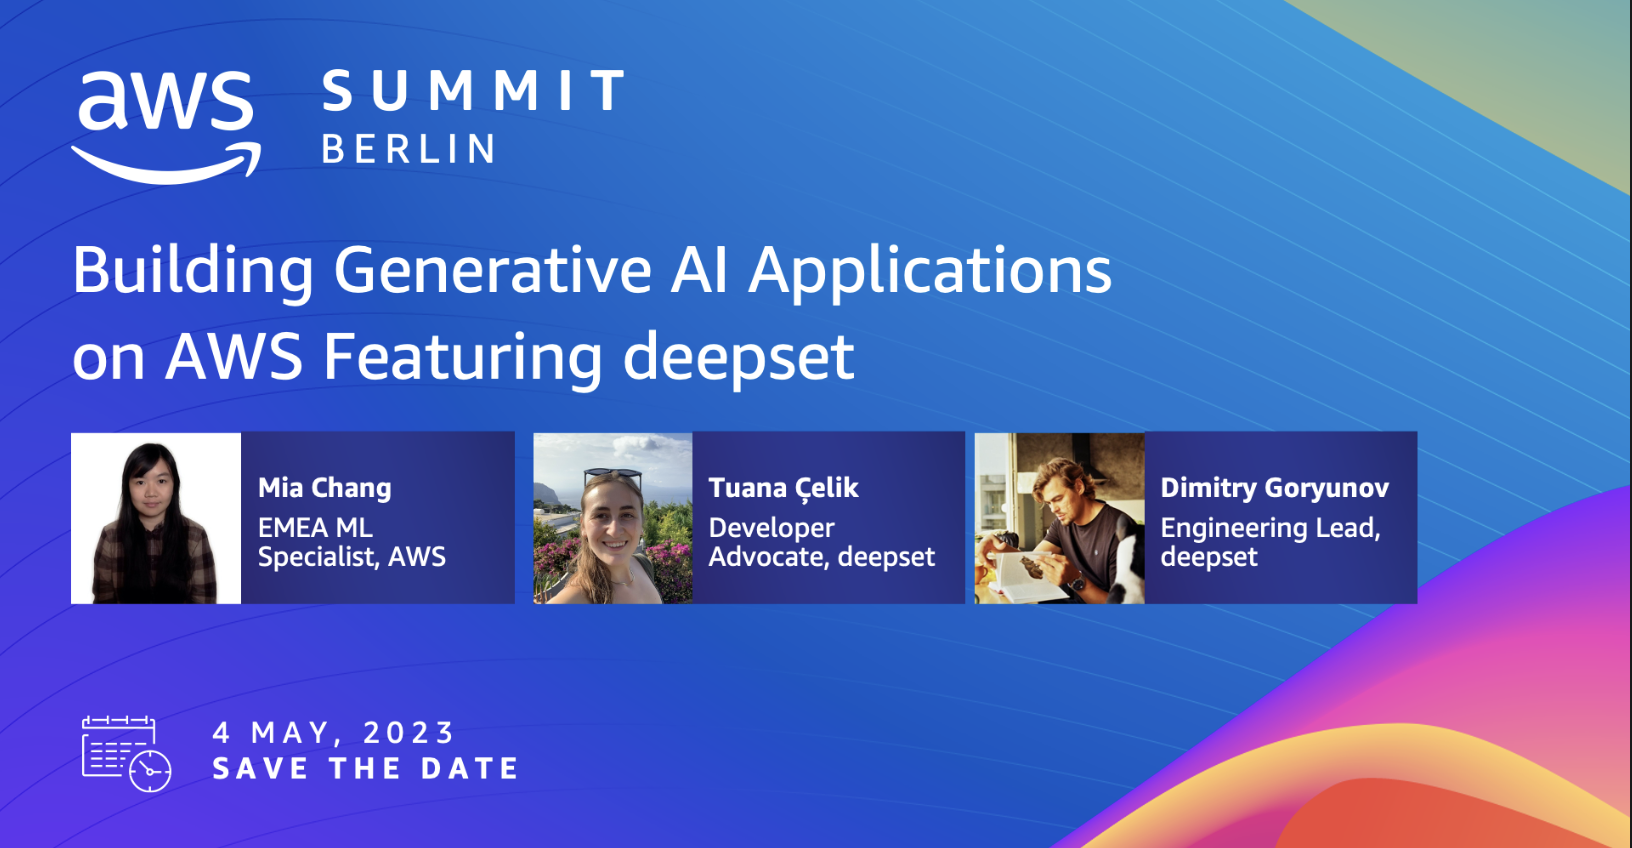 aws
SUMMIT
BERLIN
Building Generative AI Applications
on AWS Featuring deepset
Mia Chang
EMEA ML
Specialist, AWS
Tuana Çelik
Developer
Advocate, deepset
Dimitry Goryunov
Engineering Lead,
deepset
4 MAY, 2023
SAVE THE DATE